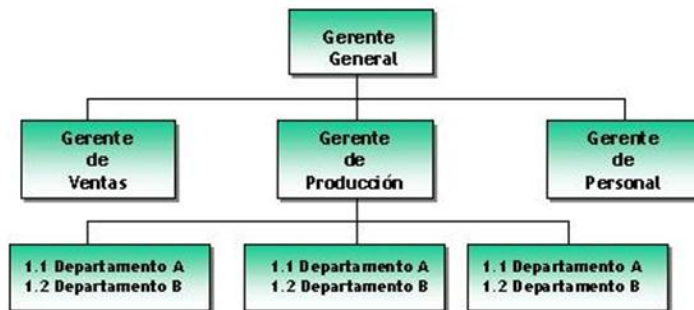 Gerente
General
Gerente
de
Ventas
Gerente
de
Producción
Gerente
de
Personal
1.1 Departamento A
1.2 Departamento B
1.1 Departamento A
1.2 Departamento B
1.1 Departamento A
1.2 Departamento B